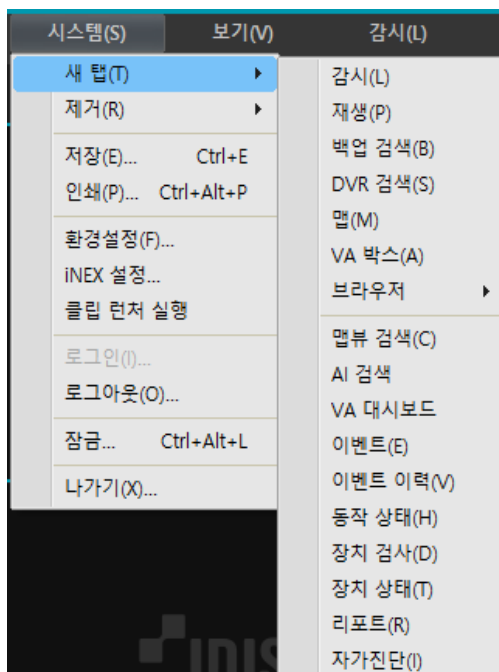 시스템(S) 보기(V) 감시(L)
새 탭(T)
제거(R)
저장(E)... Ctrl+E
인쇄(P)... Ctrl+Alt+P
환경설정(F)...
iNEX 설정...
클립 런처 실행
로그인(I)...
로그아웃(O)...
잠금... Ctrl+Alt+L
나가기(X)...
감시(L)
재생(P)
백업 검색(B)
DVR 검색(S)
맵(M)
VA 박스(A)
브라우저
맵뷰 검색(C)
AI 검색
VA 대시보드
이벤트(E)
이벤트 이력(V)
동작 상태(H)
장치 검사(D)
장치 상태(T)
리포트(R)
자가진단(I)